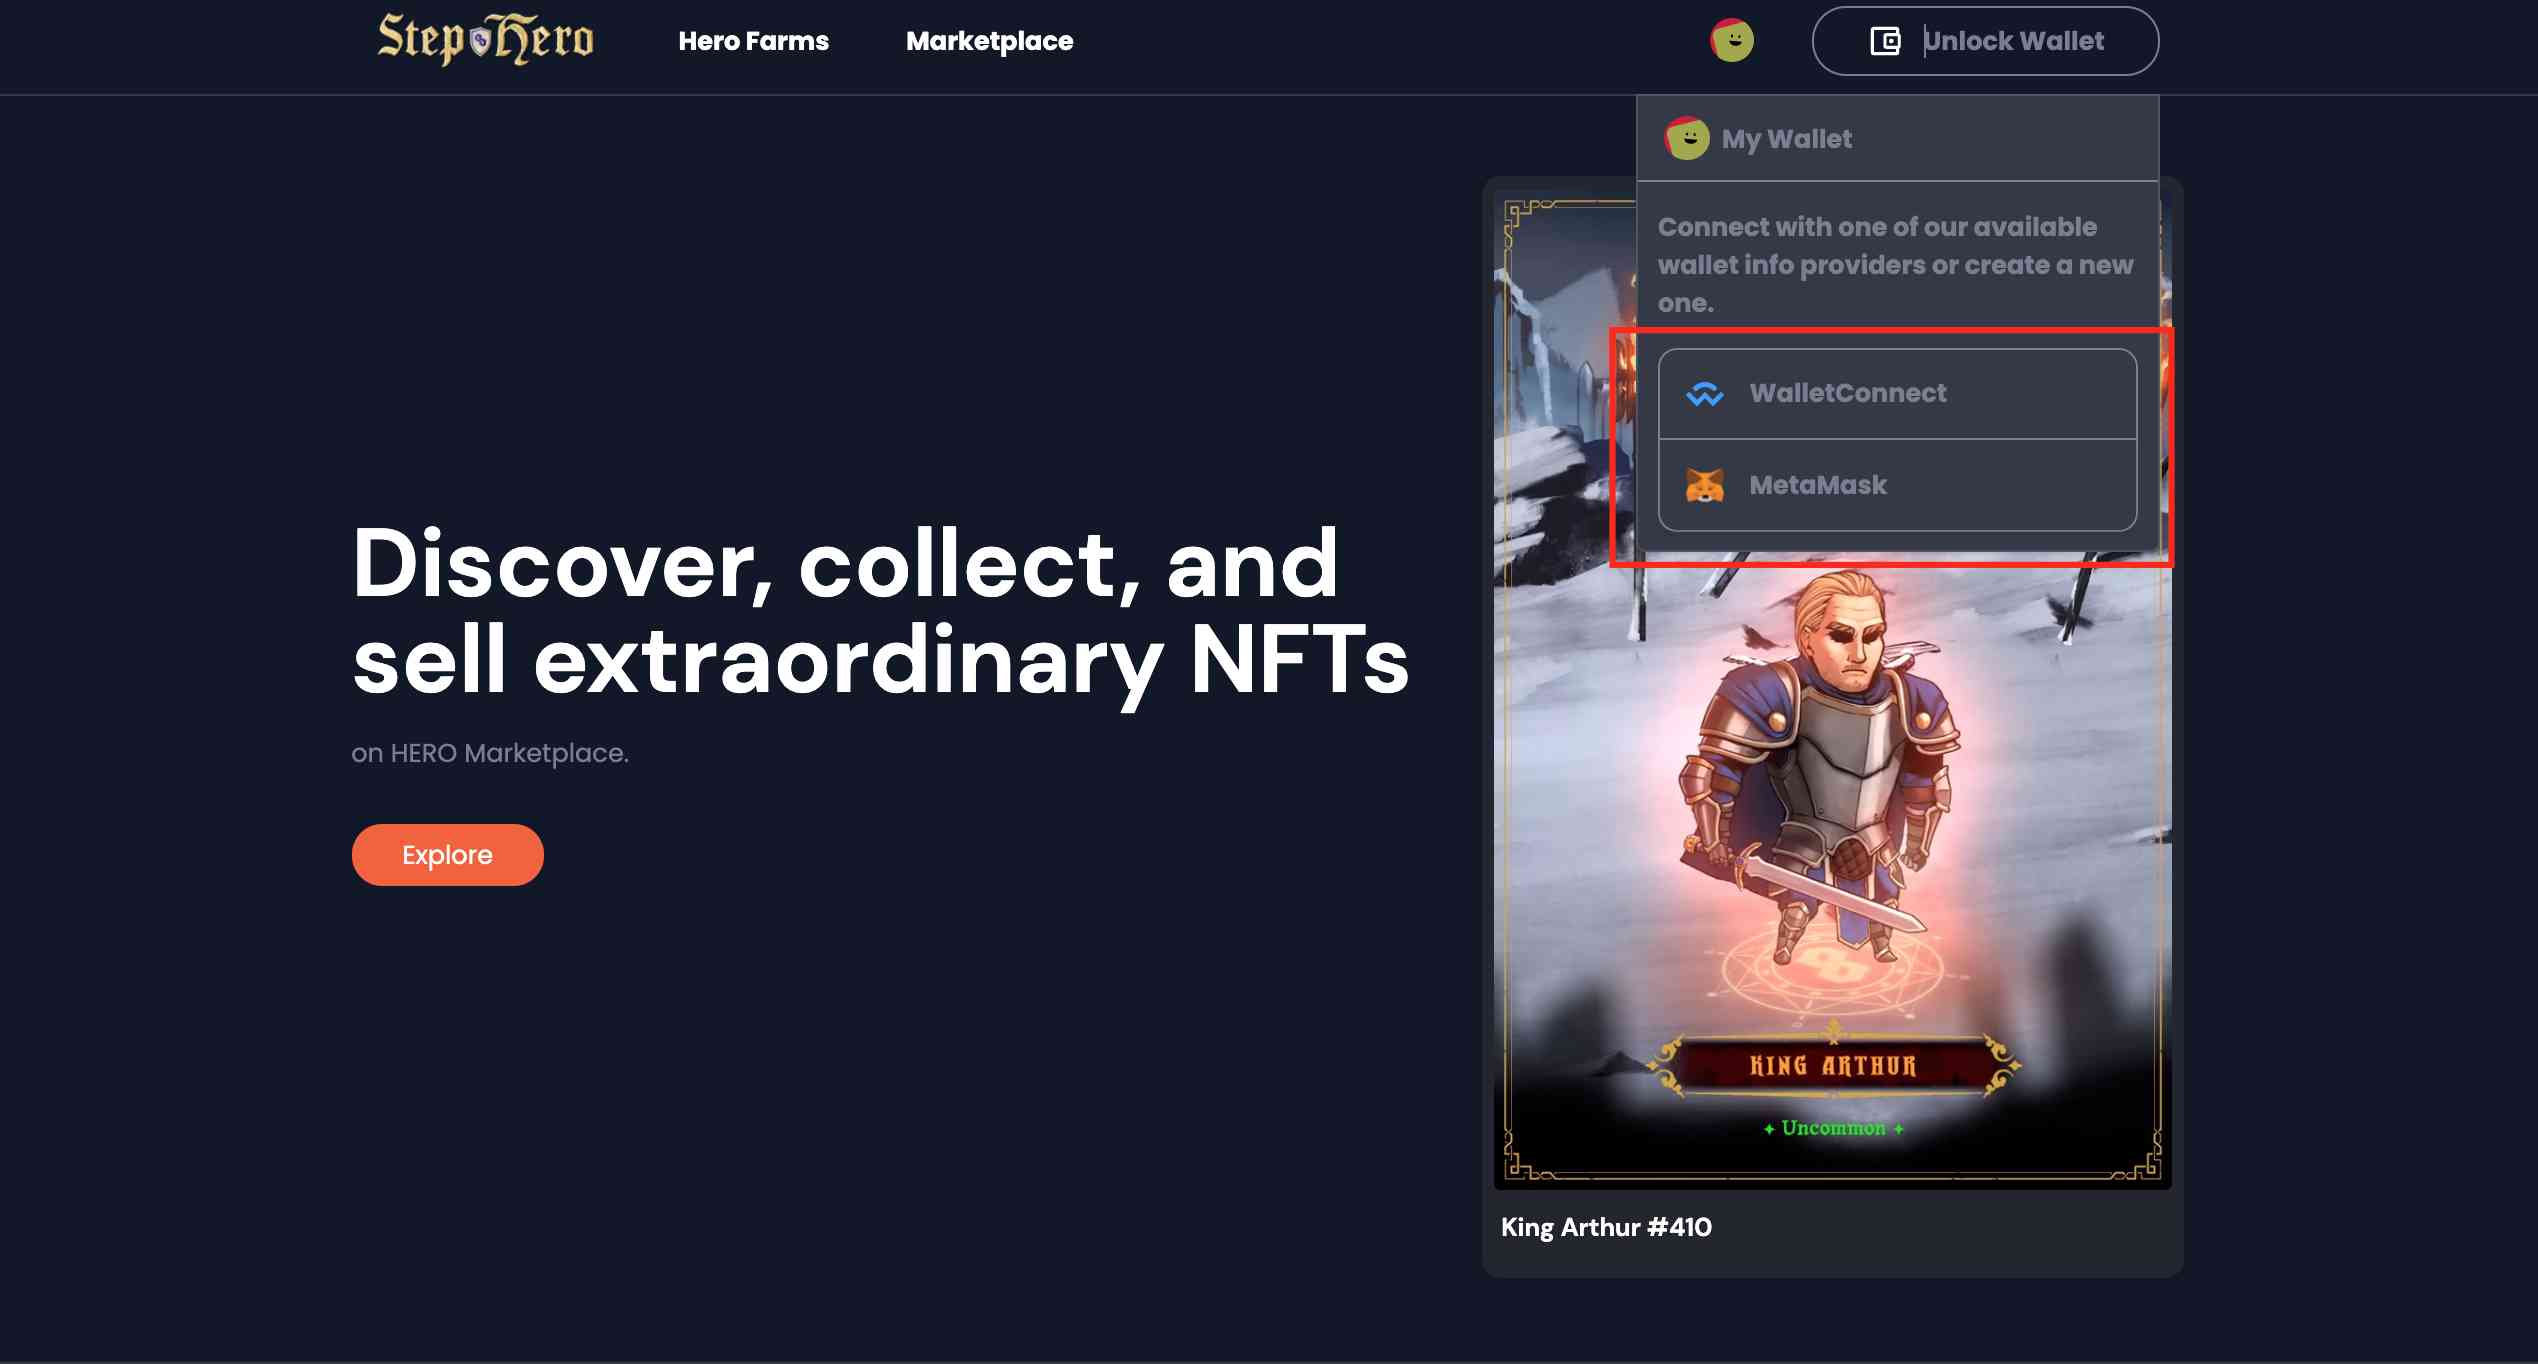 Step Hero
Hero Farms
Marketplace
Unlock Wallet
My Wallet
Connect with one of our available
wallet info providers or create a new
one.
WalletConnect
MetaMask
Discover, collect, and
sell extraordinary NFTs
on HERO Marketplace.
Explore
KING ARTHUR
Uncommon
King Arthur #410